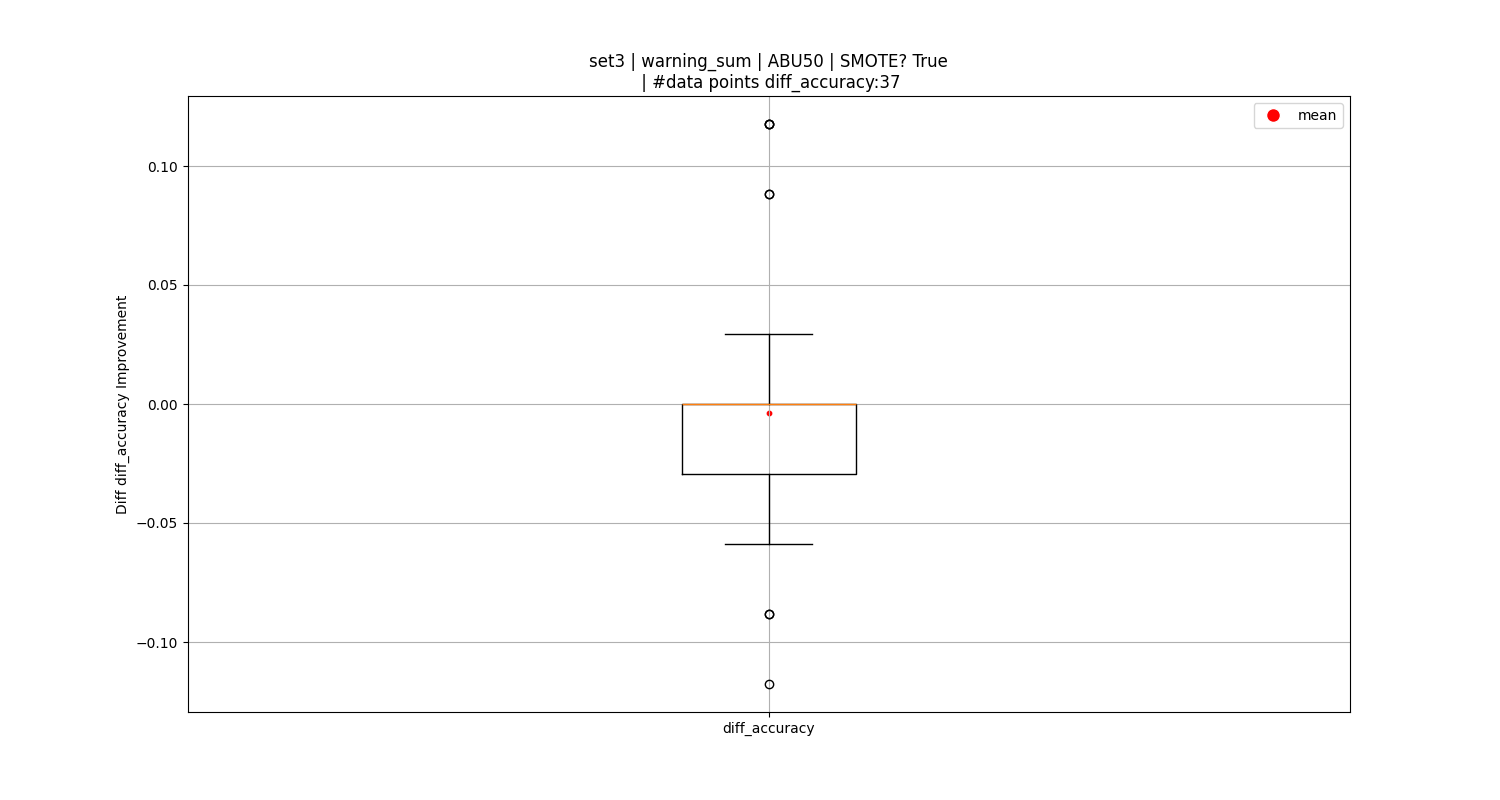 set3 | warning_sum | ABU50 | SMOTE? True
| #data points diff_accuracy:37
mean
Diff diff_accuracy Improvement
0.10
0.05
0.00
−0.05
−0.10
diff_accuracy